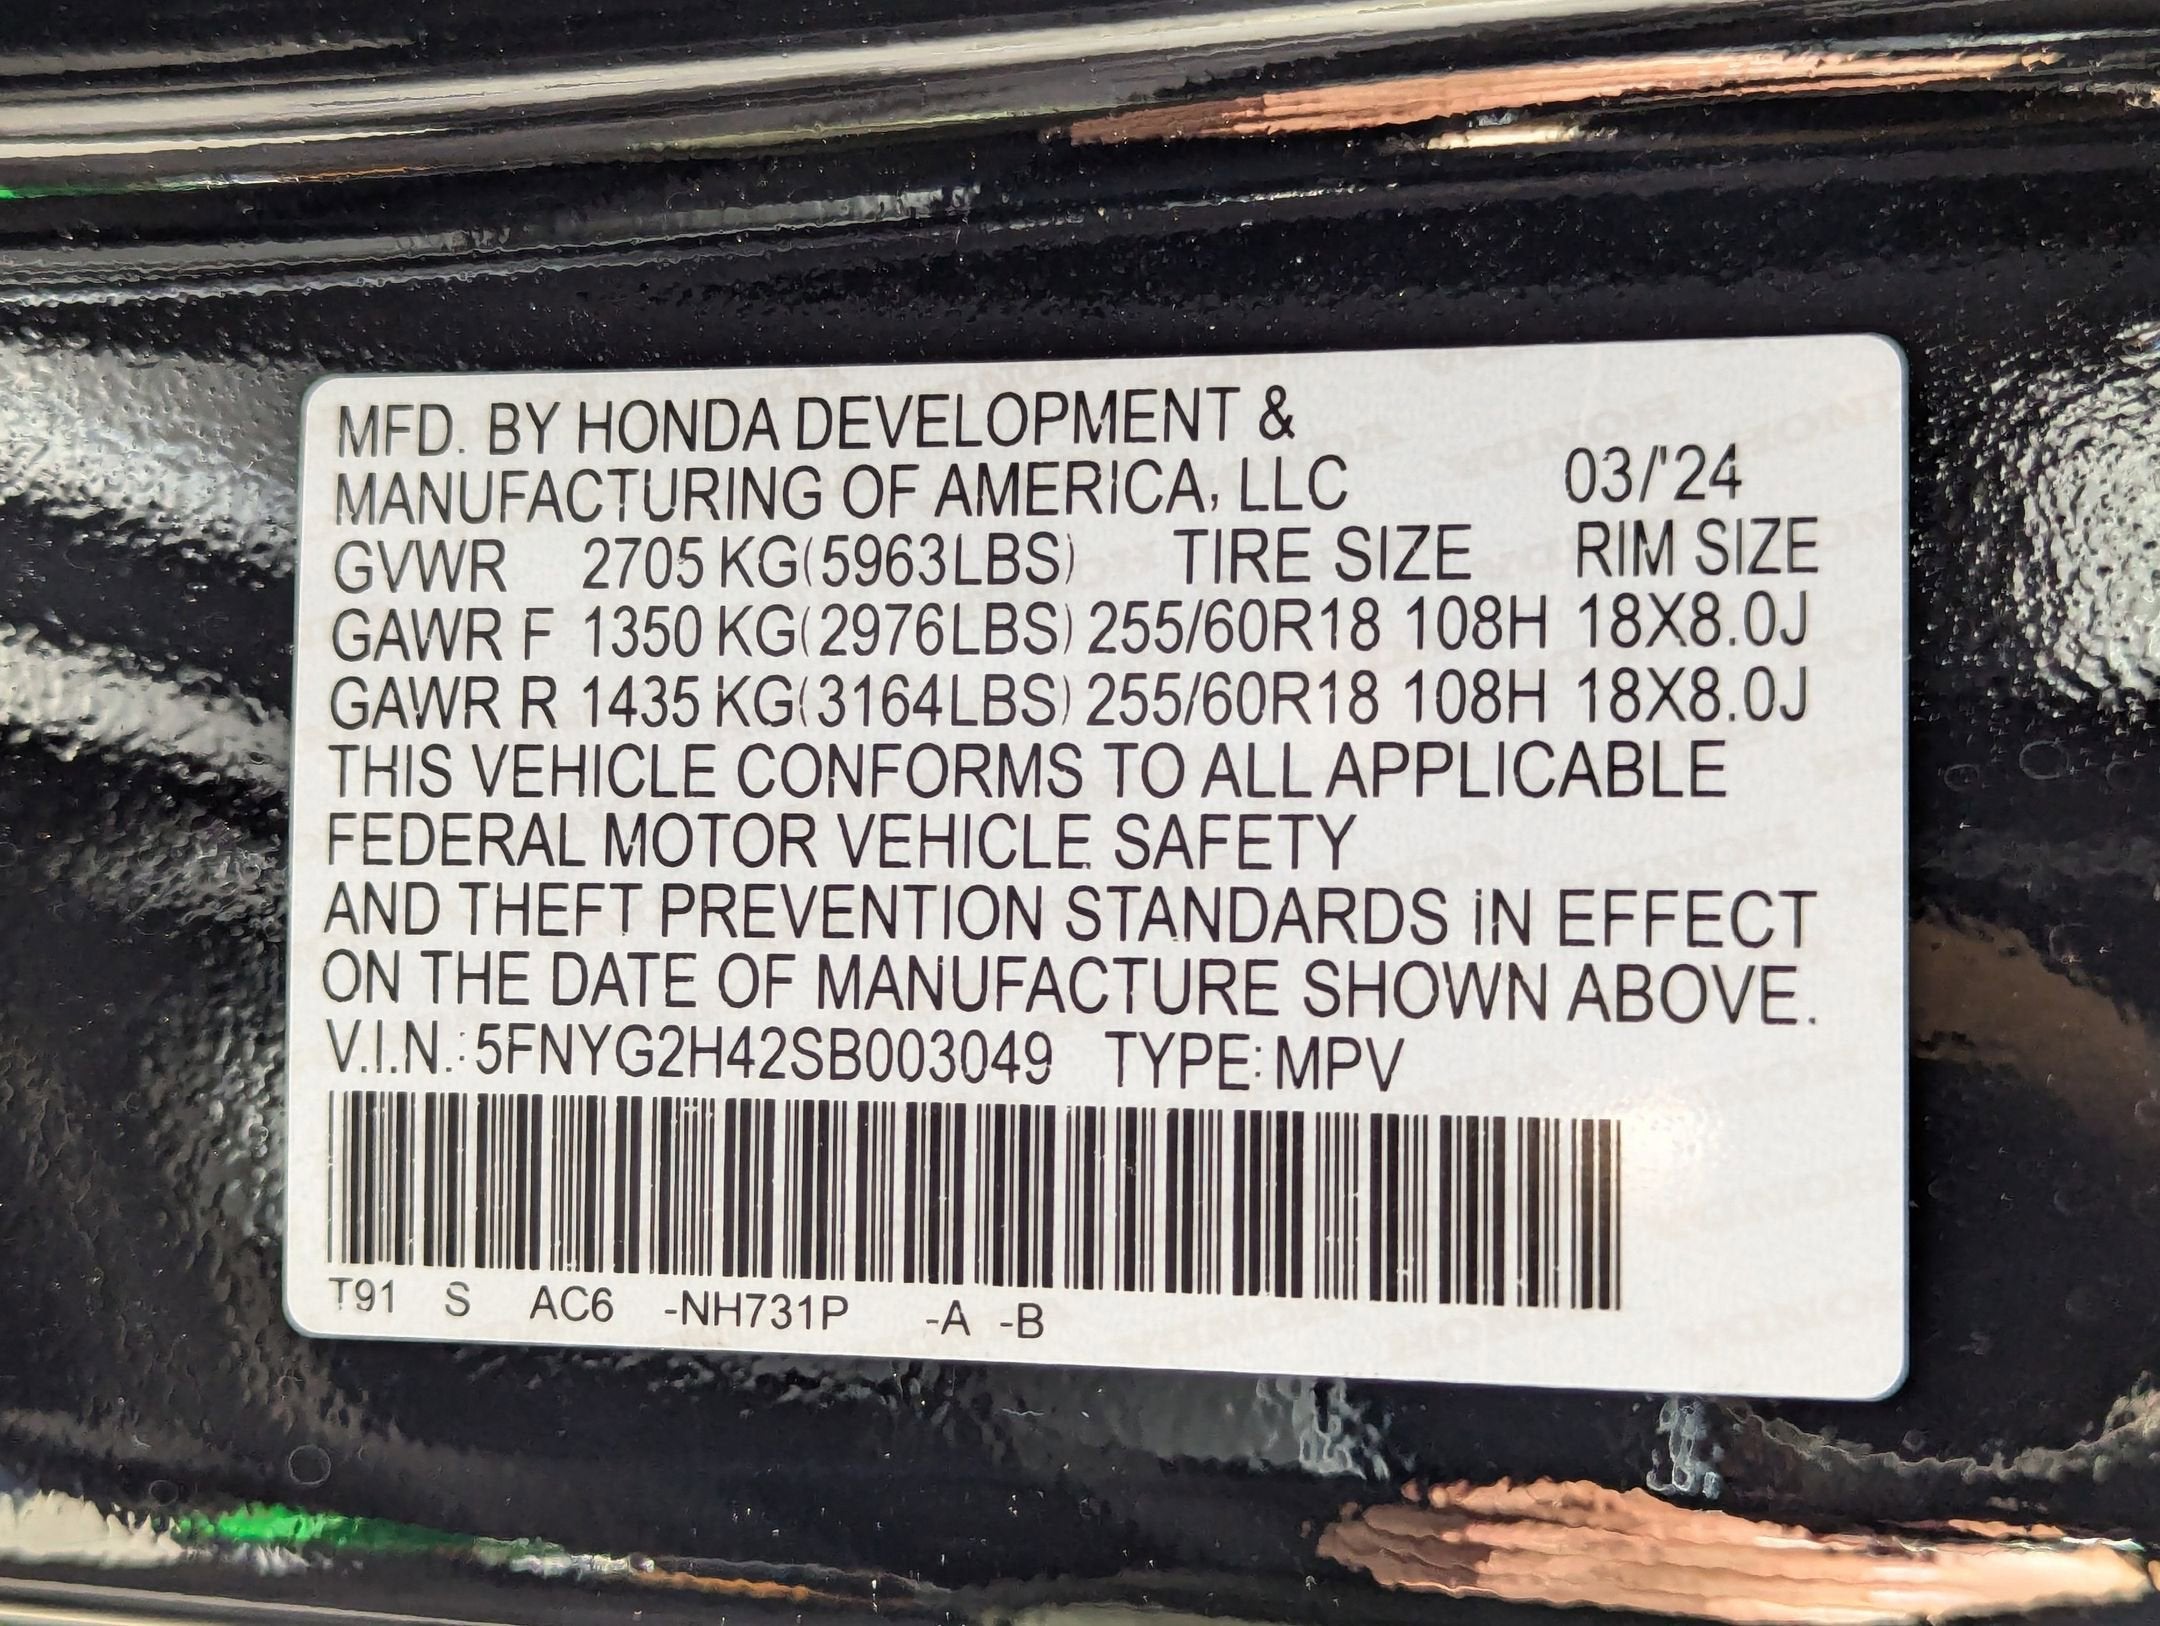 MFD. BY HONDA DEVELOPMENT &
MANUFACTURING OF AMERICA, LLC 03/'24
GVWR 2705 KG(5963LBS) TIRE SIZE RIM SIZE
GAWR F 1350 KG(2976LBS) 255/60R18 108H 18X8.0J
GAWR R 1435 KG(3164LBS) 255/60R18 108H 18X8.0J
THIS VEHICLE CONFORMS TO ALL APPLICABLE
FEDERAL MOTOR VEHICLE SAFETY
AND THEFT PREVENTION STANDARDS IN EFFECT
ON THE DATE OF MANUFACTURE SHOWN ABOVE.
V.I.N.: 5FNYG2H42SB003049 TYPE: MPV
T91 S AC6 -NH731P -A -B